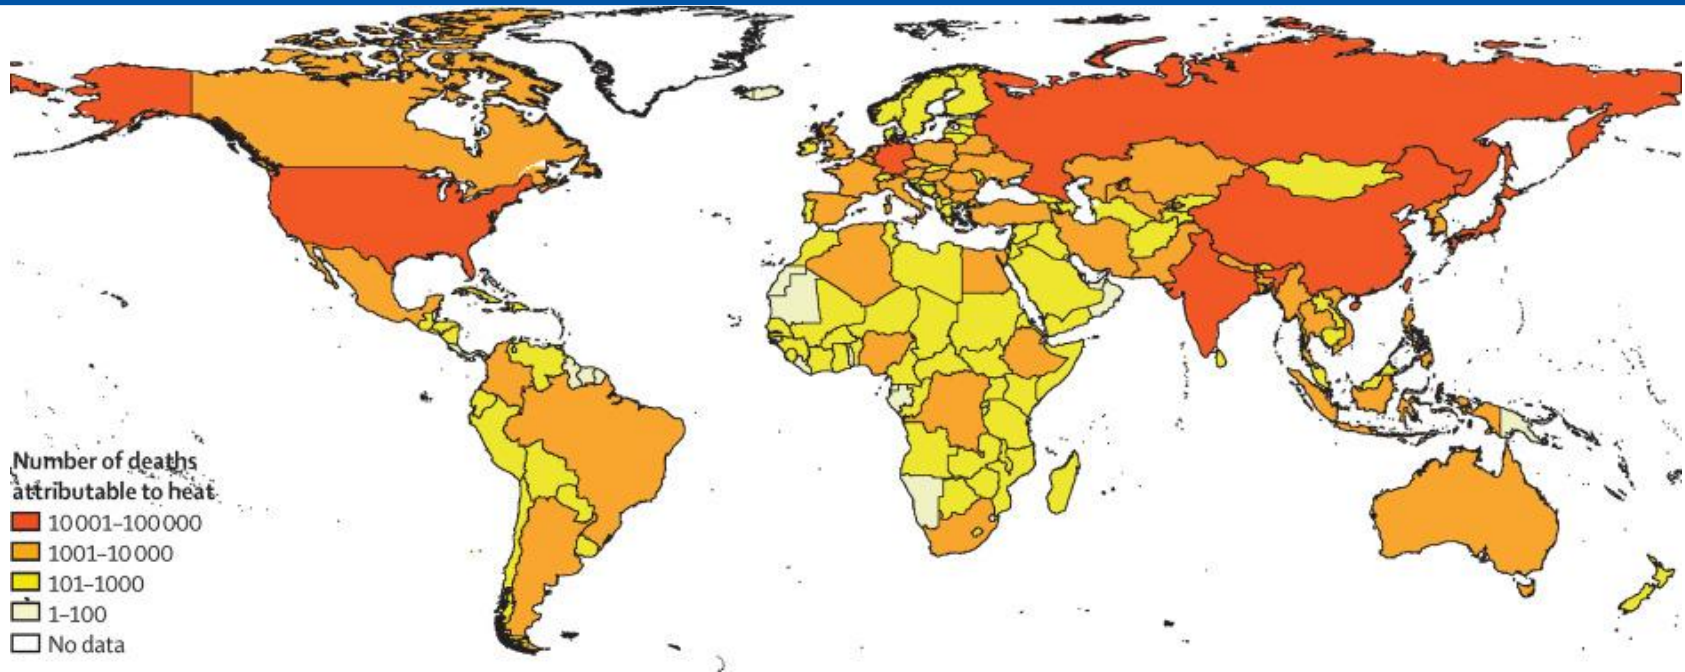 Number of deaths
attributable to heat
10 001–100 000
1001–10 000
101–1000
1–100
No data